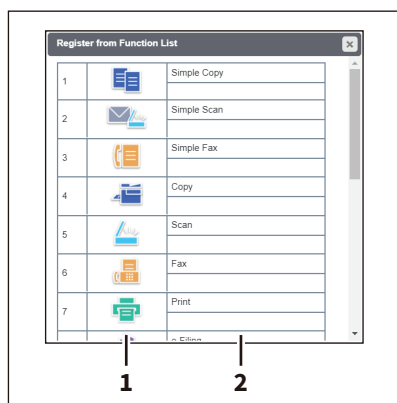 Register from Function List
1 Simple Copy
2 Simple Scan
3 Simple Fax
4 Copy
5 Scan
6 Fax
7 Print
e-Filing
1 2